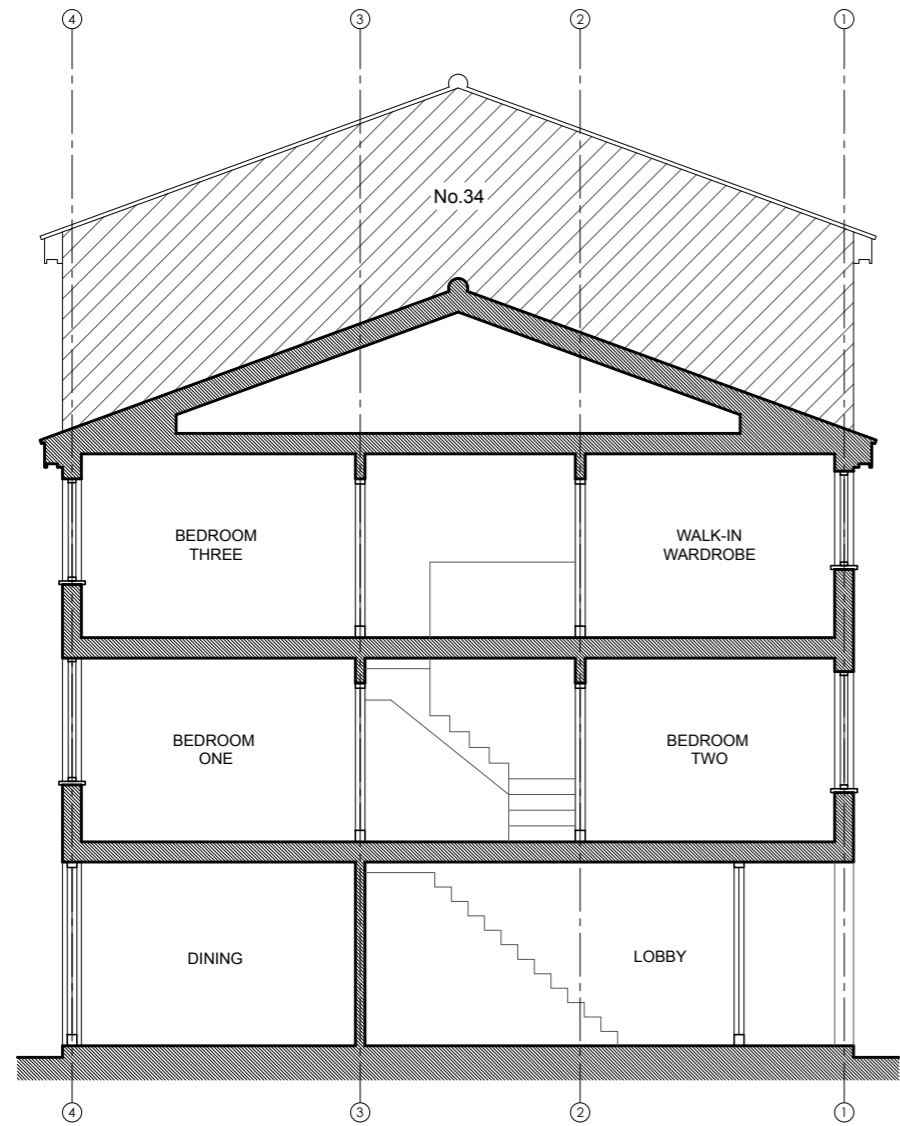 4
3
2
1
No.34
BEDROOM
THREE
WALK-IN
WARDROBE
BEDROOM
ONE
BEDROOM
TWO
DINING
LOBBY
4
3
2
1